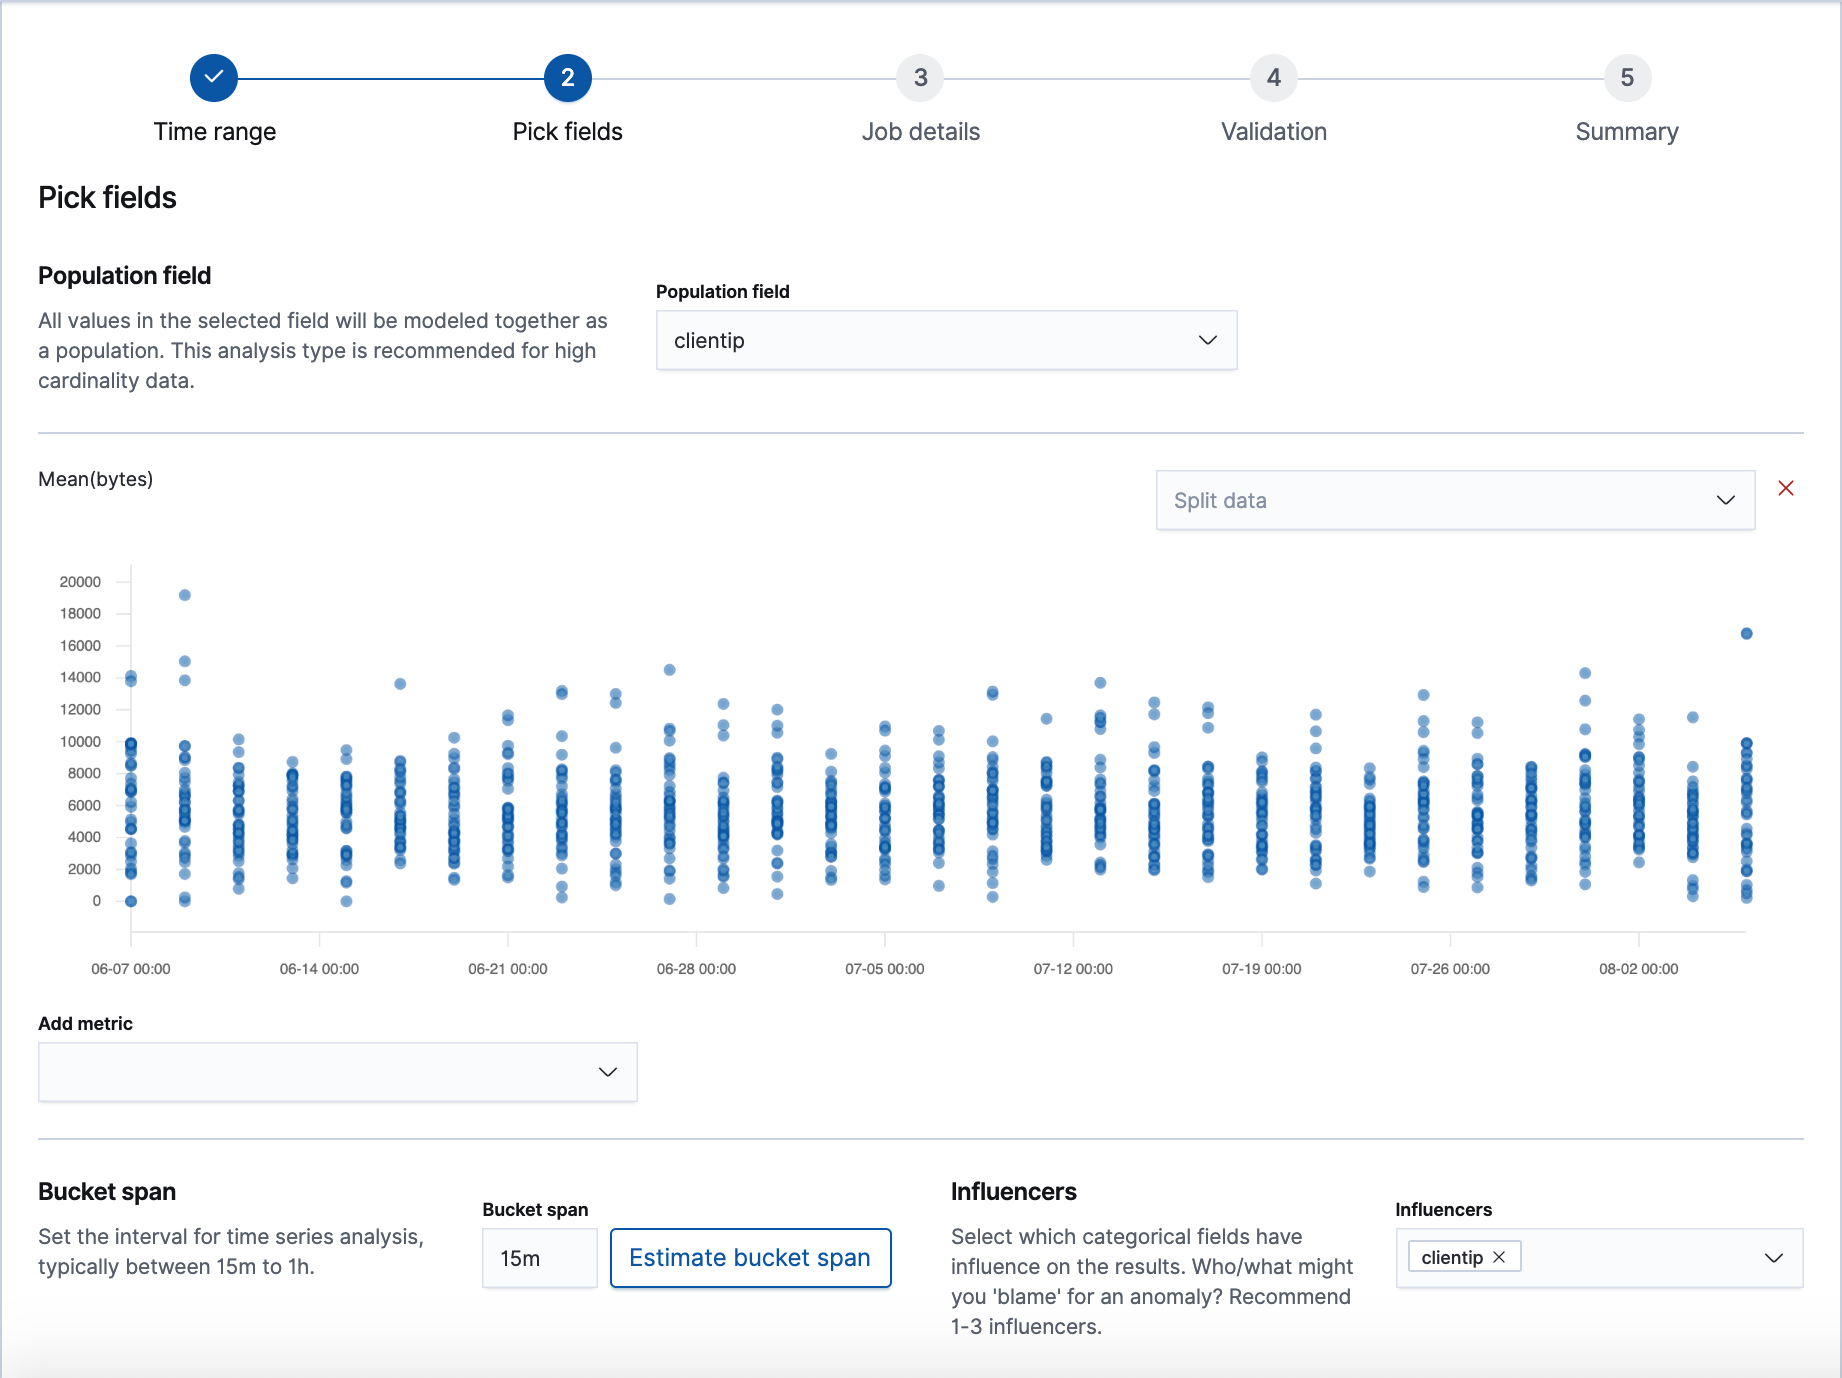 2
3
4
5
Time range
Pick fields
Job details
Validation
Summary
Pick fields
Population field
All values in the selected field will be modeled together as
a population. This analysis type is recommended for high
cardinality data.
Population field
clientip
Mean(bytes)
Split data
20000
18000
16000
14000
12000
10000
8000
6000
4000
2000
0
06-07 00:00
06-14 00:00
06-21 00:00
06-28 00:00
07-05 00:00
07-12 00:00
07-19 00:00
07-26 00:00
08-02 00:00
Add metric
Bucket span
Set the interval for time series analysis,
typically between 15m to 1h.
Bucket span
15m
Estimate bucket span
Influencers
Select which categorical fields have
influence on the results. Who/what might
you 'blame' for an anomaly? Recommend
1-3 influencers.
Influencers
clientip